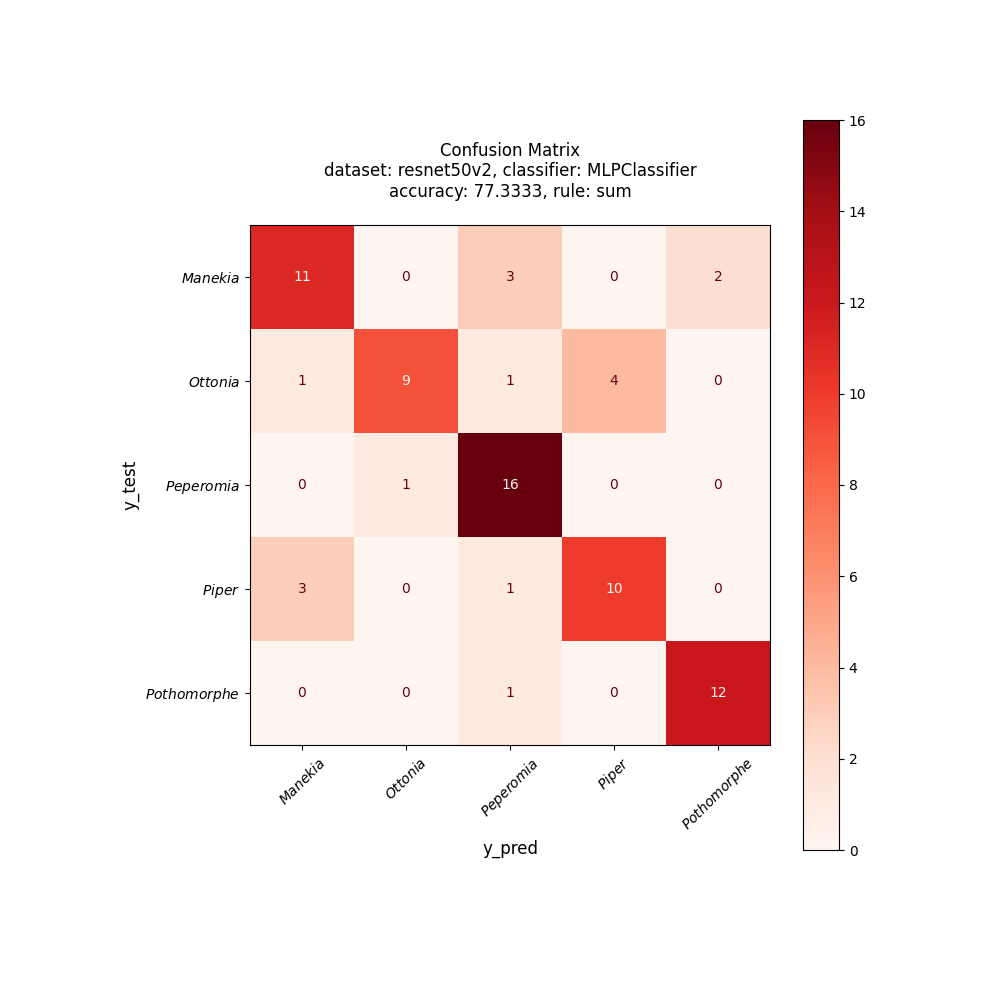 Confusion Matrix
dataset: resnet50v2, classifier: MLPClassifier
accuracy: 77.3333, rule: sum
y_test
Manekia 11 0 3 0 2
Ottonia 1 9 1 4 0
Peperomia 0 1 16 0 0
Piper 3 0 1 10 0
Pothomorphe 0 0 1 0 12
Manekia Ottonia Peperomia Piper Pothomorphe
y_pred
16
14
12
10
8
6
4
2
0